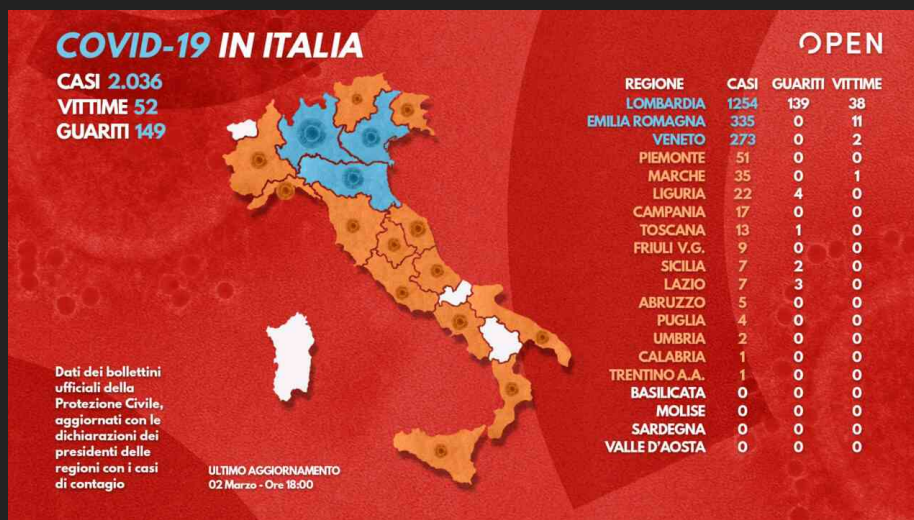 COVID-19 IN ITALIA
CASI 2.036
VITTIME 52
GUARITI 149
OPEN
REGIONE CASI GUARITI VITTIME
LOMBARDIA 1254 139 38
EMILIA ROMAGNA 335 0 11
VENETO 273 0 2
PIEMONTE 51 0 0
MARCHE 35 0 1
LIGURIA 22 4 0
CAMPANIA 17 0 0
TOSCANA 13 1 0
FRIULI V.G. 9 0 0
SICILIA 7 2 0
LAZIO 7 3 0
ABRUZZO 5 0 0
PUGLIA 4 0 0
UMBRIA 2 0 0
CALABRIA 1 0 0
TRENTINO A.A. 1 0 0
BASILICATA 0 0 0
MOLISE 0 0 0
SARDEGNA 0 0 0
VALLE D'AOSTA 0 0 0
Dati dei bollettini
ufficiali della
Protezione Civile,
aggiornati con le
dichiarazioni dei
presidenti delle
regioni con i casi
di contagio
ULTIMO AGGIORNAMENTO
02 Marzo - Ore 18:00